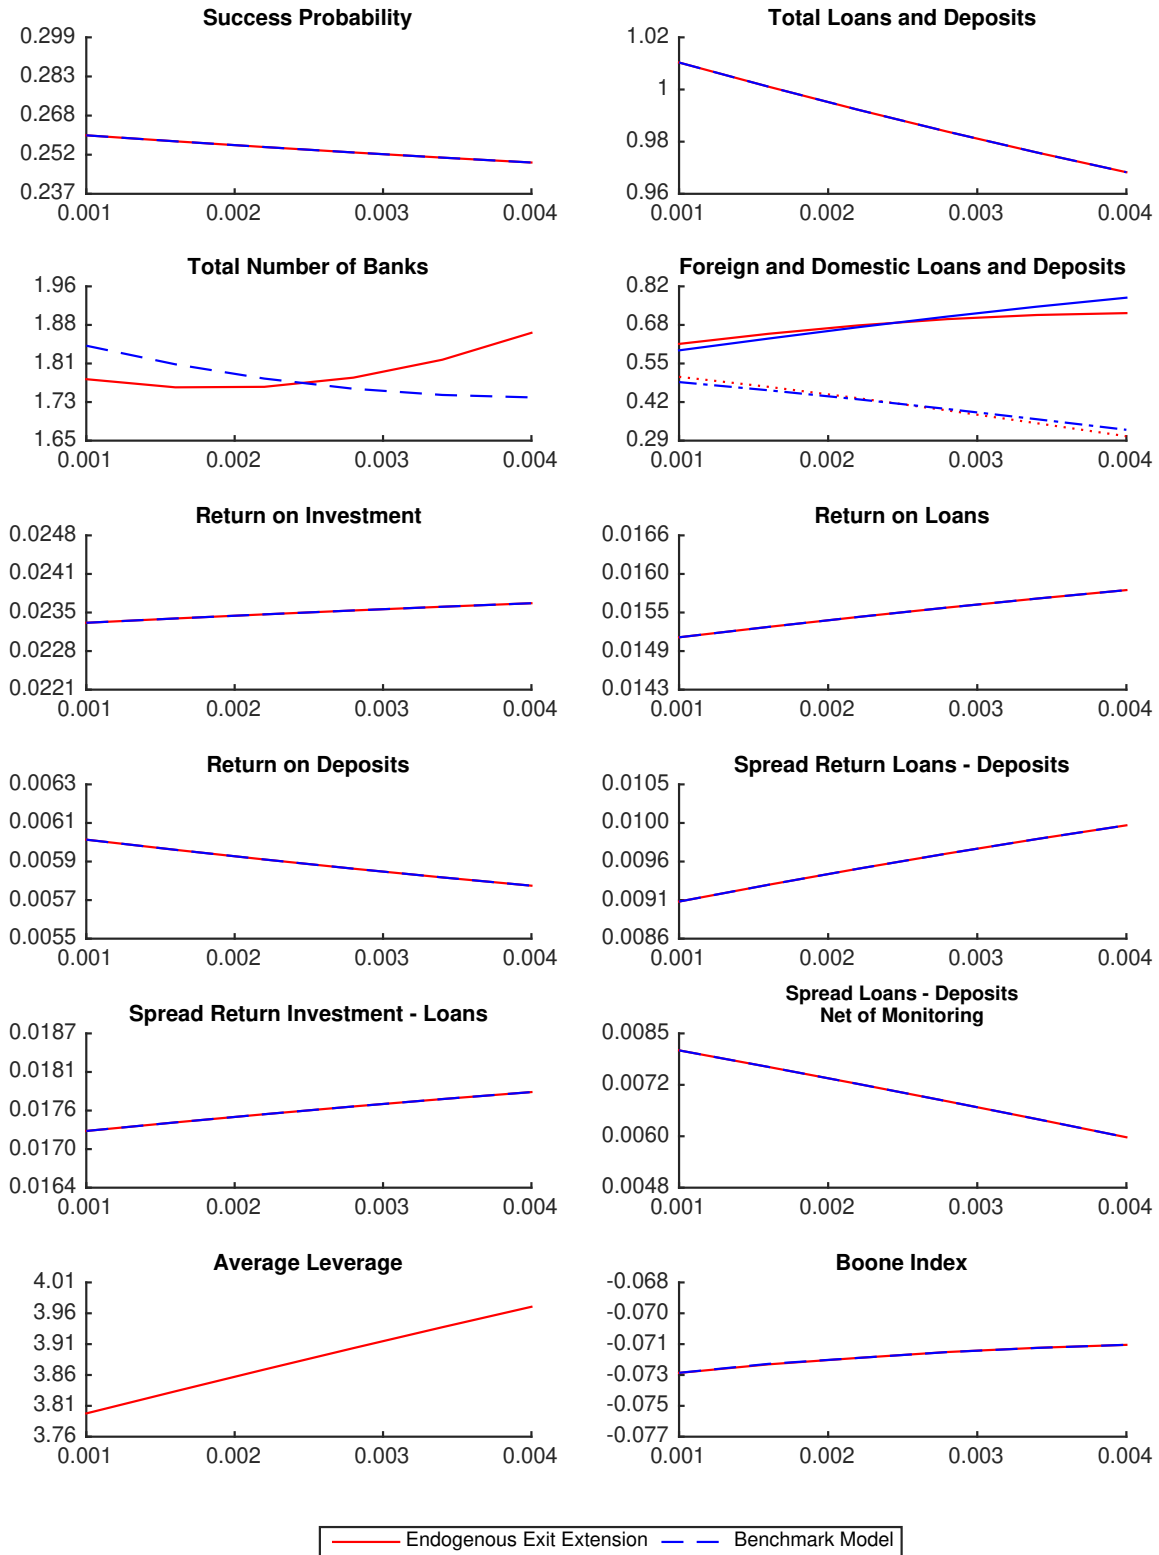 Success Probability
0.299
0.283
0.268
0.252
0.237
0.001 0.002 0.003 0.004
Total Loans and Deposits
1.02
1
0.98
0.96
0.001 0.002 0.003 0.004
Total Number of Banks
1.96
1.88
1.81
1.73
1.65
0.001 0.002 0.003 0.004
Foreign and Domestic Loans and Deposits
0.82
0.68
0.55
0.42
0.29
0.001 0.002 0.003 0.004
Return on Investment
0.0248
0.0241
0.0235
0.0228
0.0221
0.001 0.002 0.003 0.004
Return on Loans
0.0166
0.0160
0.0155
0.0149
0.0143
0.001 0.002 0.003 0.004
Return on Deposits
0.0063
0.0061
0.0059
0.0057
0.0055
0.001 0.002 0.003 0.004
Spread Return Loans - Deposits
0.0105
0.0100
0.0096
0.0091
0.0086
0.001 0.002 0.003 0.004
Spread Return Investment - Loans
0.0187
0.0181
0.0176
0.0170
0.0164
0.001 0.002 0.003 0.004
Spread Loans - Deposits
Net of Monitoring
0.0085
0.0072
0.0060
0.0048
0.001 0.002 0.003 0.004
Average Leverage
4.01
3.96
3.91
3.86
3.81
3.76
0.001 0.002 0.003 0.004
Boone Index
-0.068
-0.070
-0.071
-0.073
-0.075
-0.077
0.001 0.002 0.003 0.004
Endogenous Exit Extension Benchmark Model